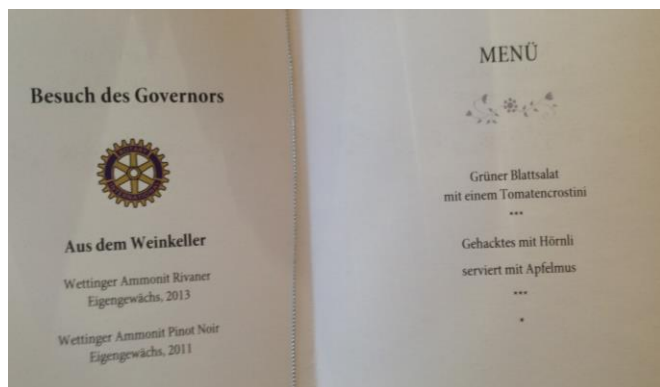 Besuch des Governors
Aus dem Weinkeller
Wettinger Ammonit Rivaner
Eigengewächs, 2013
Wettinger Ammonit Pinot Noir
Eigengewächs, 2011
MENÜ
Grüner Blattsalat
mit einem Tomatencrostini
***
Gehacktes mit Hörnli
serviert mit Apfelmus
***
*